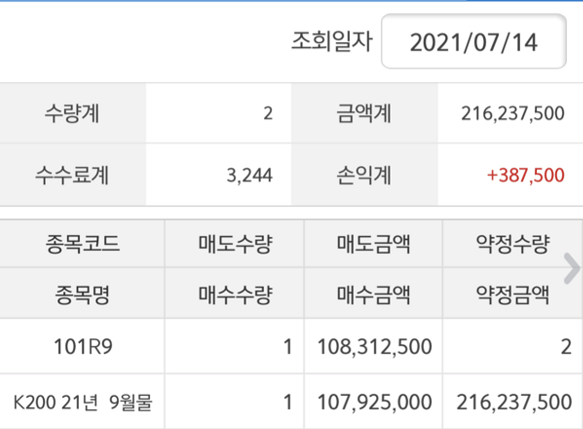 조회일자 2021/07/14
수량계 2 금액계 216,237,500
수수료계 3,244 손익계 +387,500
종목코드 매도수량 매도금액 약정수량
종목명 매수수량 매수금액 약정금액
101R9 1 108,312,500 2
K200 21년 9월물 1 107,925,000 216,237,500